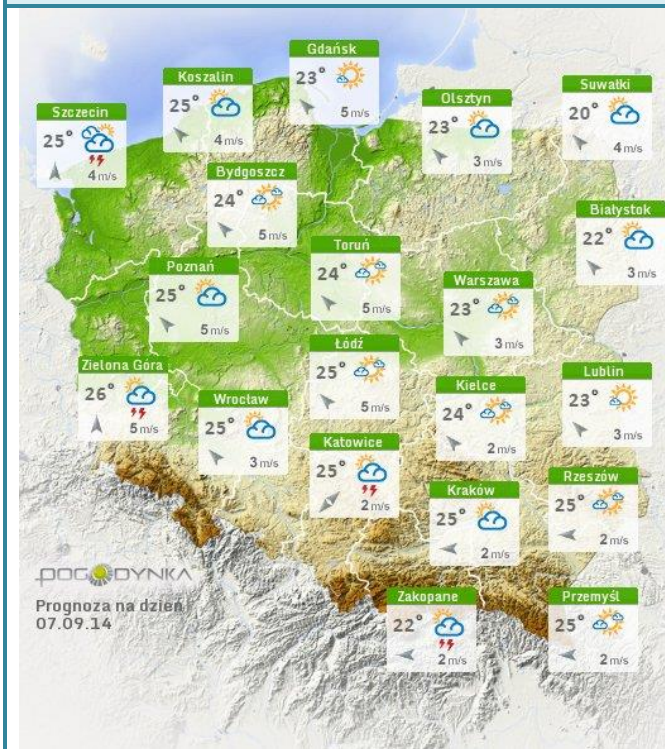 Gdańsk
23°
5 m/s
Koszalin
25°
4 m/s
Suwałki
20°
4 m/s
Olsztyn
23°
3 m/s
Szczecin
25°
4 m/s
Bydgoszcz
24°
5 m/s
Białystok
22°
3 m/s
Toruń
24°
5 m/s
Poznań
25°
5 m/s
Warszawa
23°
3 m/s
Łódź
25°
5 m/s
Zielona Góra
26°
5 m/s
Lublin
23°
3 m/s
Kielce
24°
2 m/s
Wrocław
25°
3 m/s
Katowice
25°
2 m/s
Rzeszów
25°
2 m/s
Kraków
25°
2 m/s
POGODYNKA
Prognoza na dzień
07.09.14
Zakopane
22°
2 m/s
Przemyśl
25°
2 m/s